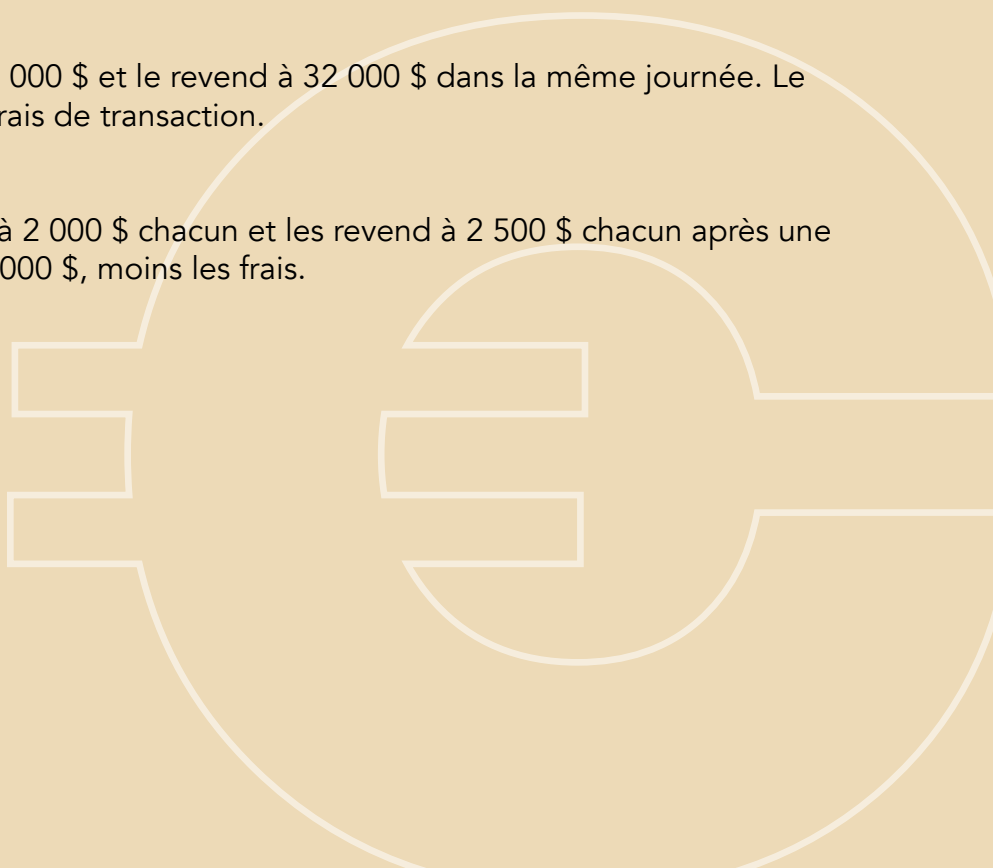 000 $ et le revend à 32 000 $ dans la même journée. Le
rais de transaction.
à 2 000 $ chacun et les revend à 2 500 $ chacun après une
000 $, moins les frais.